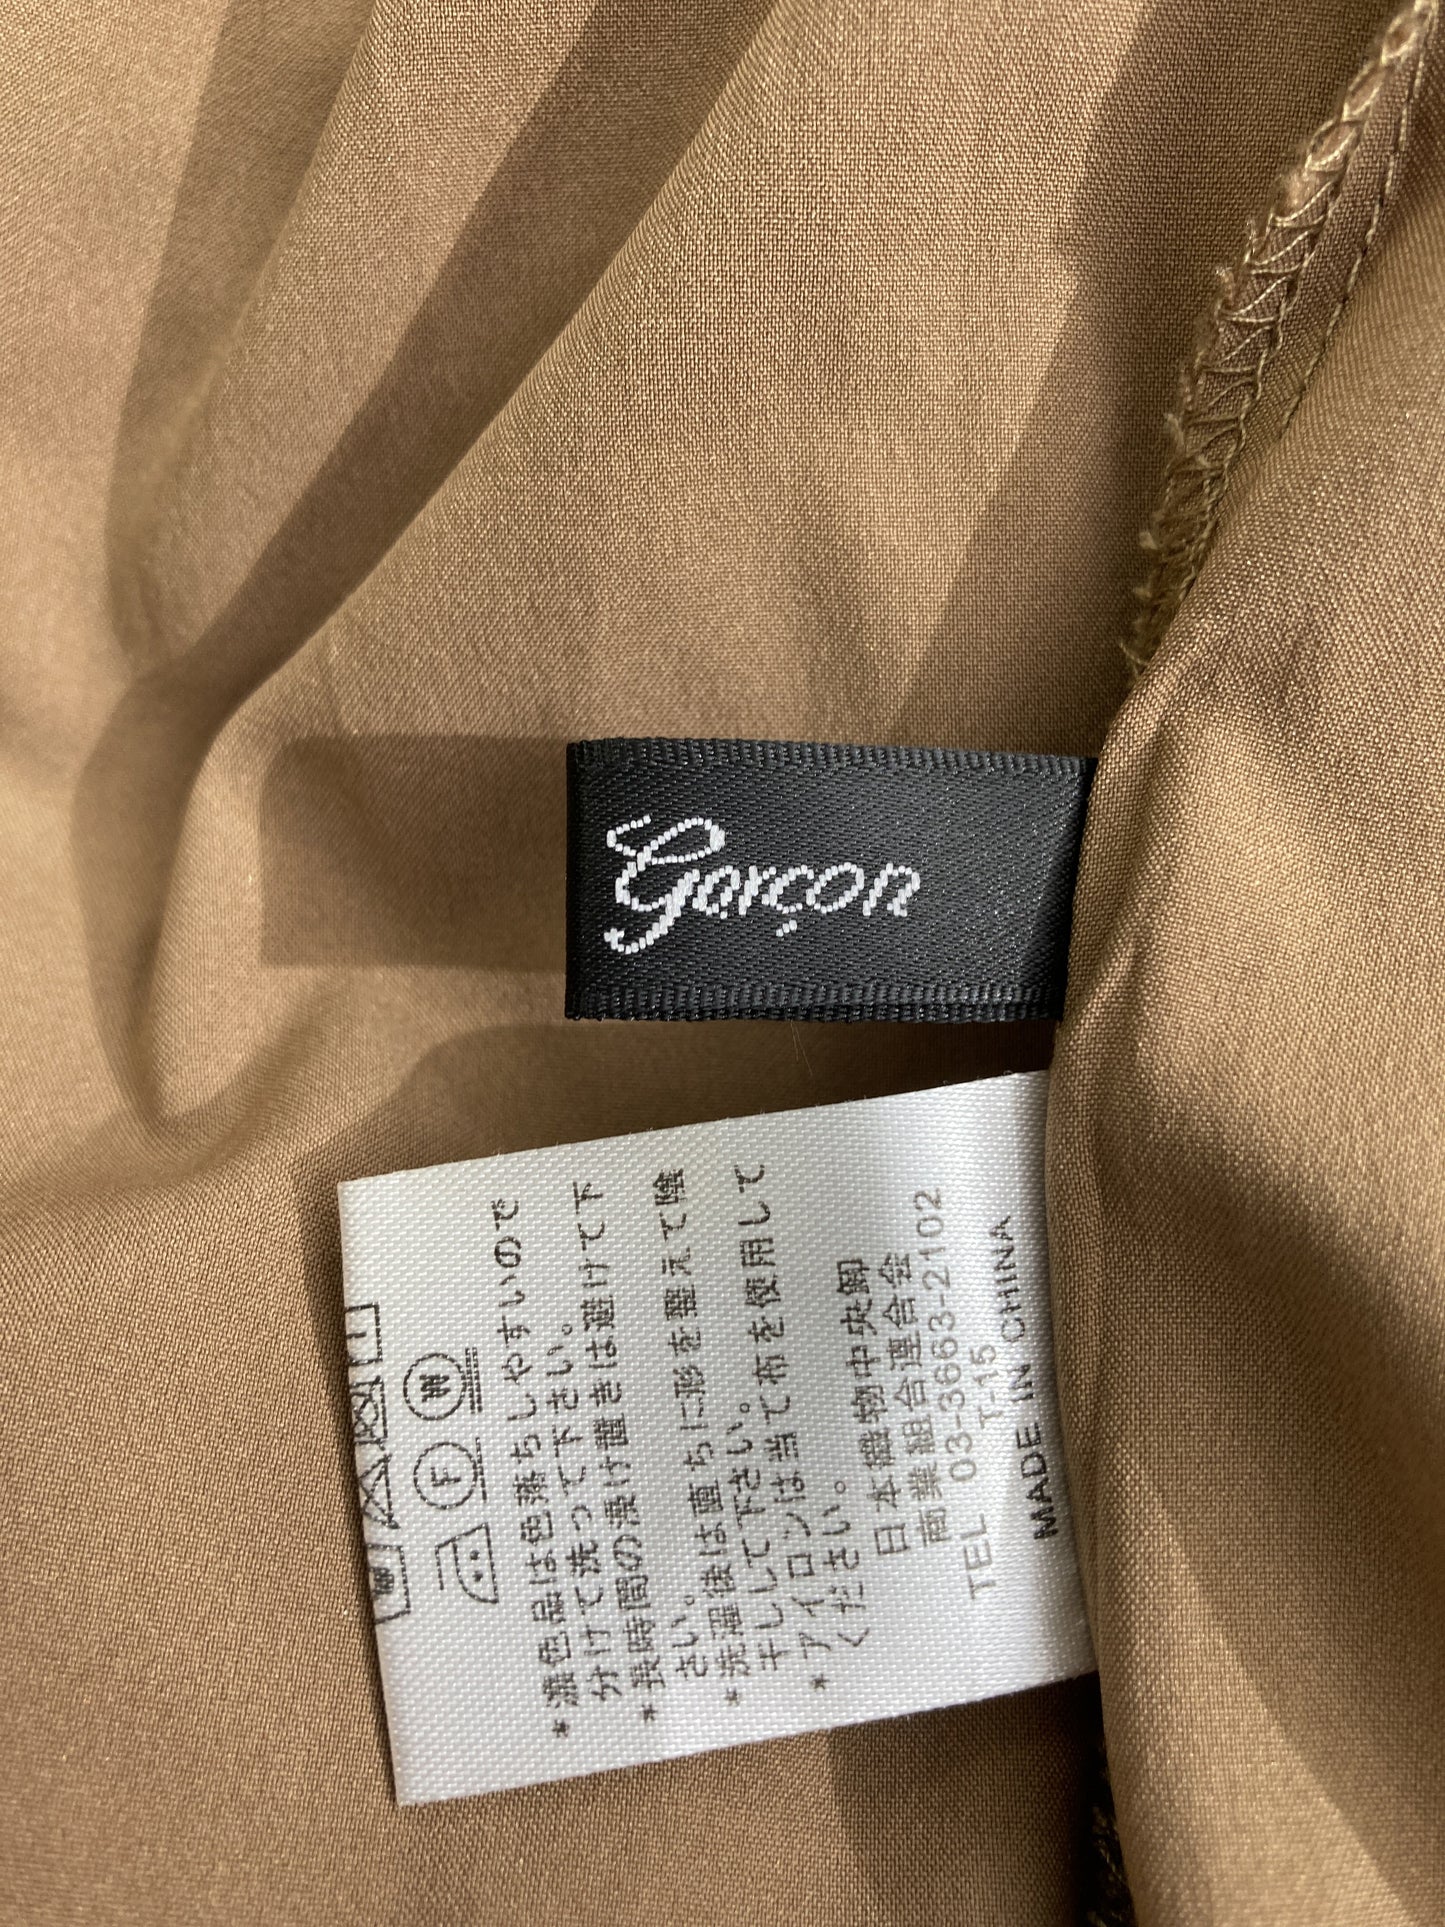 Garçon
W
F
*濃色品は色落ちしやすいので
分けて洗って下さい。
*長時間の浸け置きは避けて下
さい。
*洗濯後は直ちに形を整えて陰
干しして下さい。
*アイロンは当て布を使用して
ください。
日本織物中央卸
商業組合連合会
TEL 03-3663-2102
T-15
MADE IN CHINA